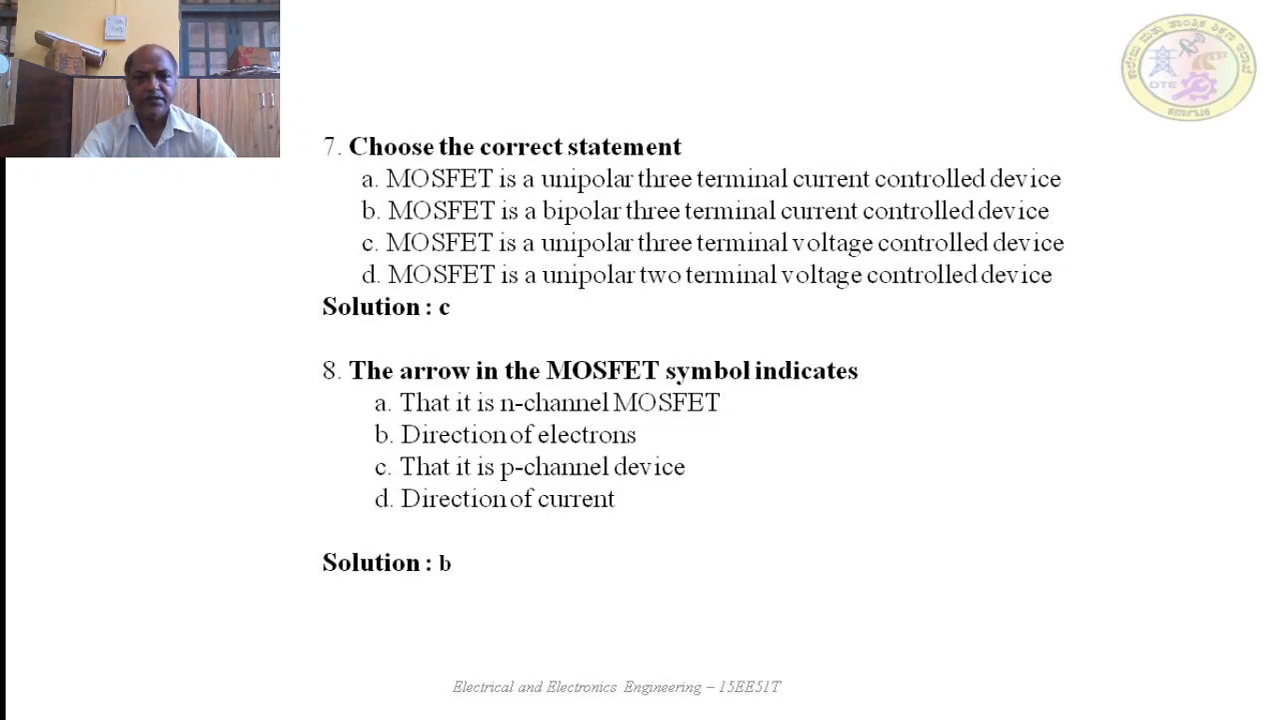 7. Choose the correct statement
a. MOSFET is a unipolar three terminal current controlled device
b. MOSFET is a bipolar three terminal current controlled device
c. MOSFET is a unipolar three terminal voltage controlled device
d. MOSFET is a unipolar two terminal voltage controlled device
Solution : c
8. The arrow in the MOSFET symbol indicates
a. That it is n-channel MOSFET
b. Direction of electrons
c. That it is p-channel device
d. Direction of current
Solution : b
Electrical and Electronics Engineering – 15EE51T
DTE
ಕರ್ನಾಟಕ